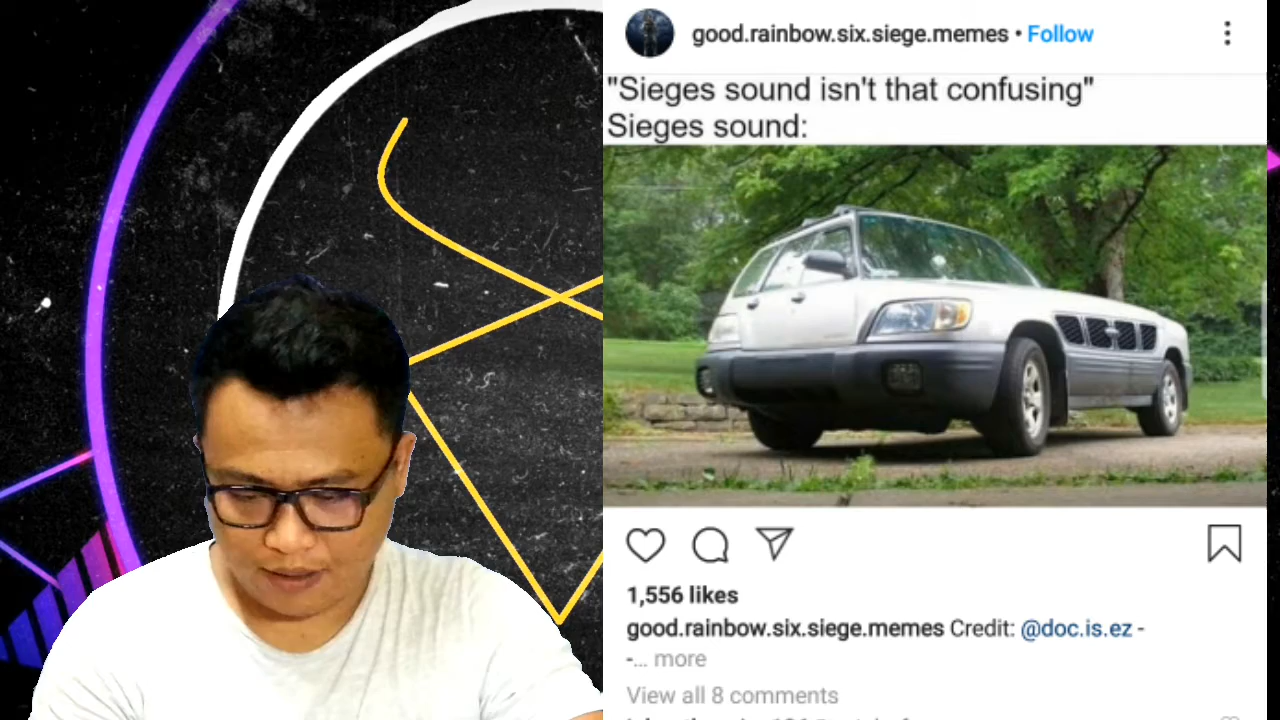 good.rainbow.six.siege.memes • Follow
"Sieges sound isn't that confusing"
Sieges sound:
1,556 likes
good.rainbow.six.siege.memes Credit: @doc.is.ez -
-... more
View all 8 comments